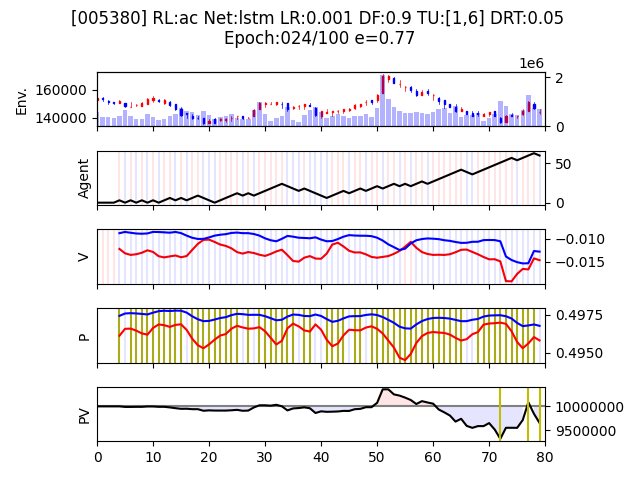 [005380] RL:ac Net:lstm LR:0.001 DF:0.9 TU:[1,6] DRT:0.05
Epoch:024/100 e=0.77
1e6
Env.
160000
140000
2
0
Agent
50
0
V
−0.010
−0.015
P
0.4975
0.4950
PV
10000000
9500000
0 10 20 30 40 50 60 70 80